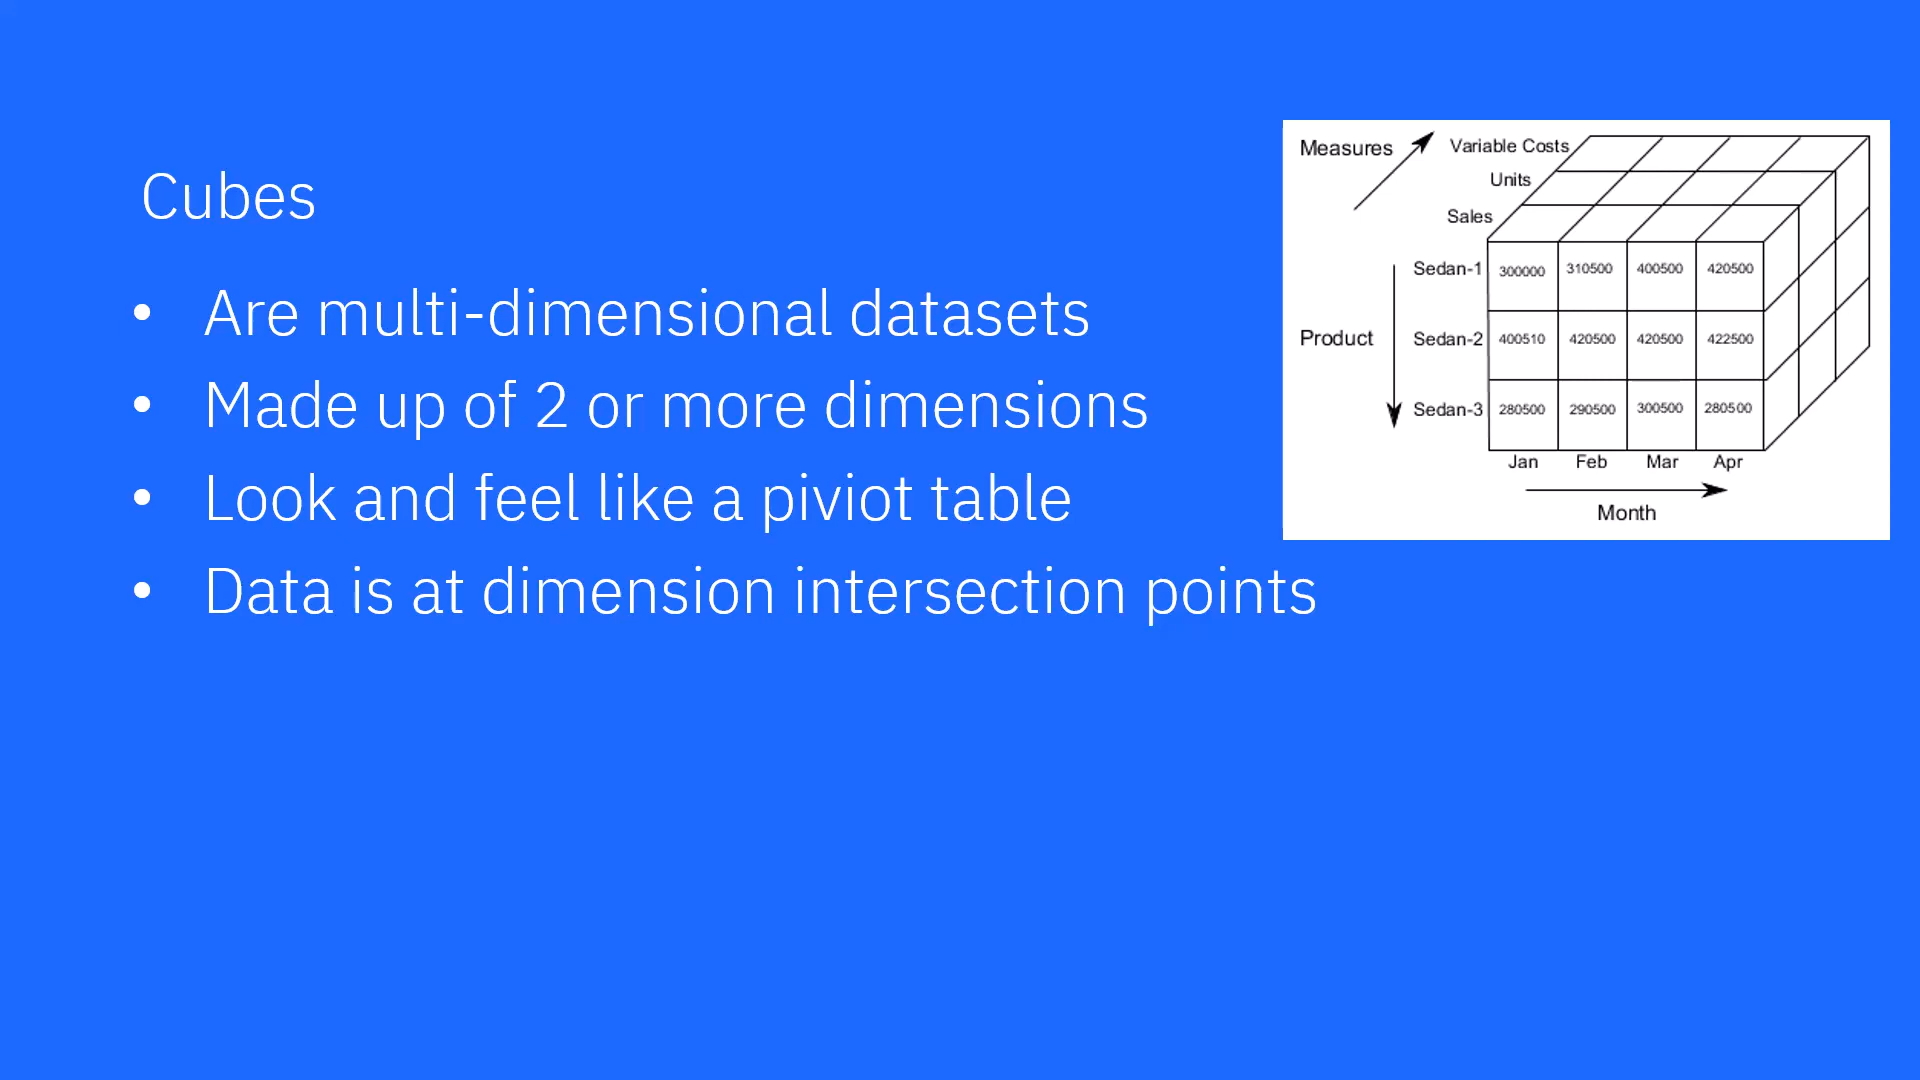 Cubes
• Are multi-dimensional datasets
• Made up of 2 or more dimensions
• Look and feel like a piviot table
• Data is at dimension intersection points
Measures
Variable Costs
Units
Sales
Product
Sedan-1 300000 310500 400500 420500
Sedan-2 400510 420500 420500 422500
Sedan-3 280500 290500 300500 280500
Jan Feb Mar Apr
Month